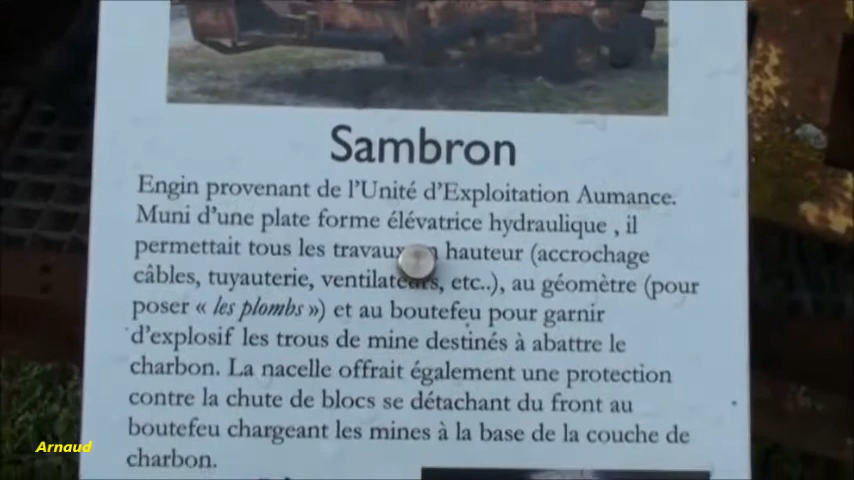 Sambron
Engin provenant de l'Unité d'Exploitation Aumance.
Muni d'une plate forme élévatrice hydraulique , il
permettait tous les travaux hauteur (accrochage
câbles, tuyauterie, ventilateurs, etc..), au géomètre (pour
poser « les plombs ») et au boutefeu pour garnir
d'explosif les trous de mine destinés à abattre le
charbon. La nacelle offrait également une protection
contre la chute de blocs se détachant du front au
boutefeu chargeant les mines à la base de la couche de
charbon.
Arnaud